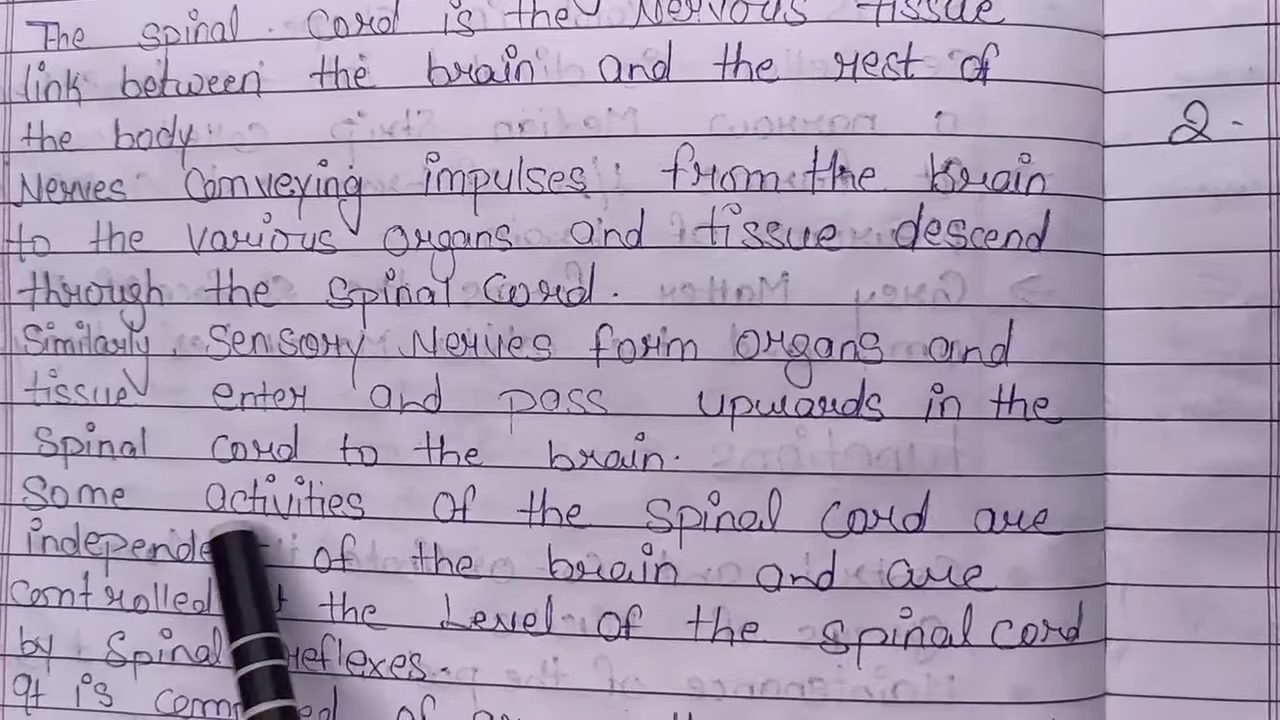 The spinal cord is the Nervous tissue
link between the brain and the rest of
the body.
2.
Nerves Conveying impulses from the brain
to the various organs and tissue descend
through the spinal Cord.
Similarly, sensory Nerves form organs and
tissue enter and pass upwards in the
spinal cord to the brain.
Some activities of the spinal cord are
of the brain and are
controlled the Level of the spinal cord
by spinal reflexes.
It is of